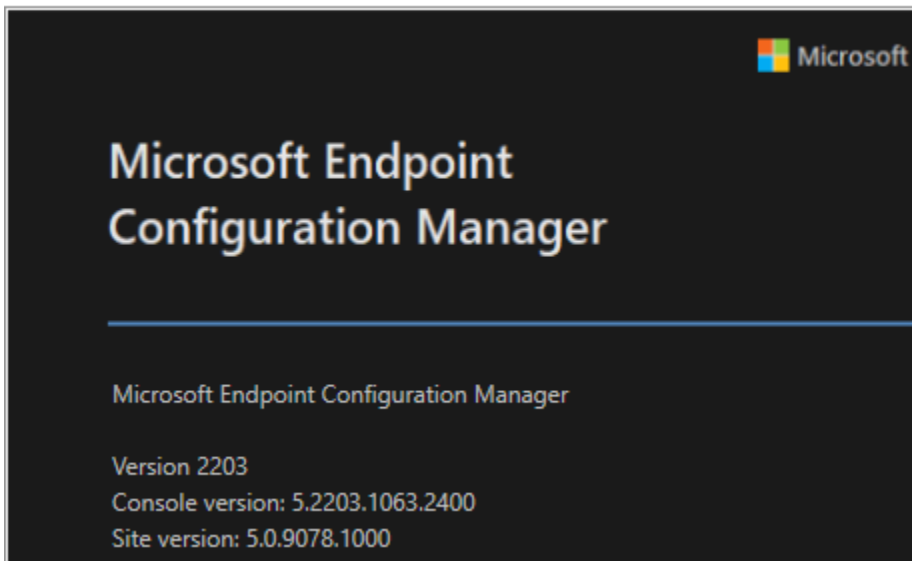 Microsoft
Microsoft Endpoint
Configuration Manager
Microsoft Endpoint Configuration Manager
Version 2203
Console version: 5.2203.1063.2400
Site version: 5.0.9078.1000